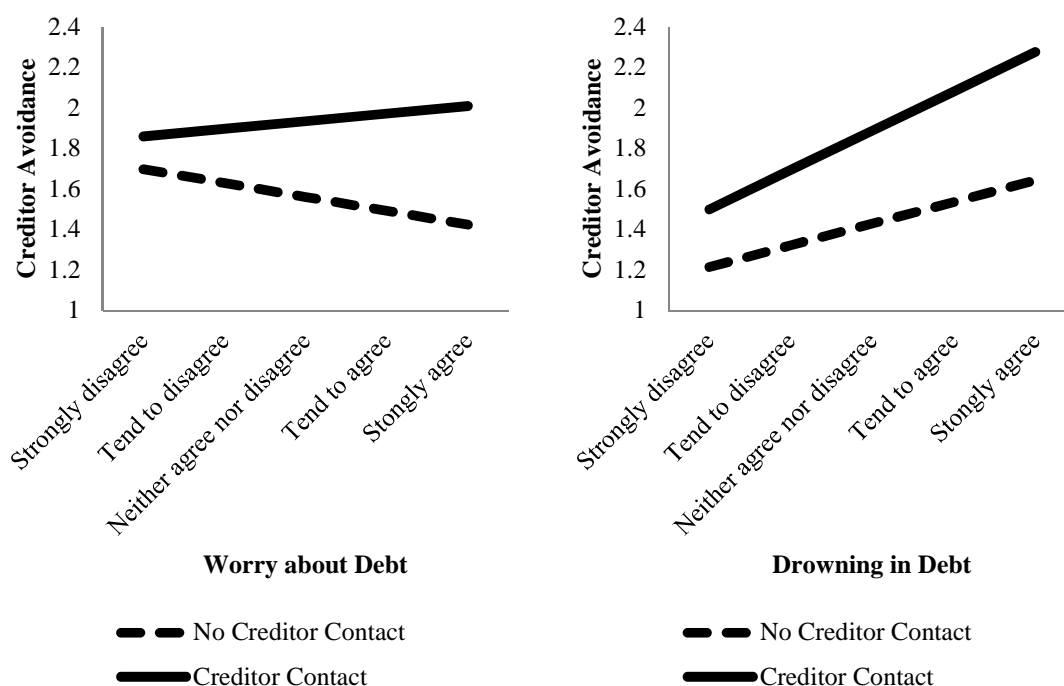 Creditor Avoidance
2.4
2.2
2
1.8
1.6
1.4
1.2
1
Strongly disagree
Tend to disagree
Neither agree nor disagree
Tend to agree
Stongly agree
Worry about Debt
No Creditor Contact
Creditor Contact
Creditor Avoidance
2.4
2.2
2
1.8
1.6
1.4
1.2
1
Strongly disagree
Tend to disagree
Neither agree nor disagree
Tend to agree
Stongly agree
Drowning in Debt
No Creditor Contact
Creditor Contact